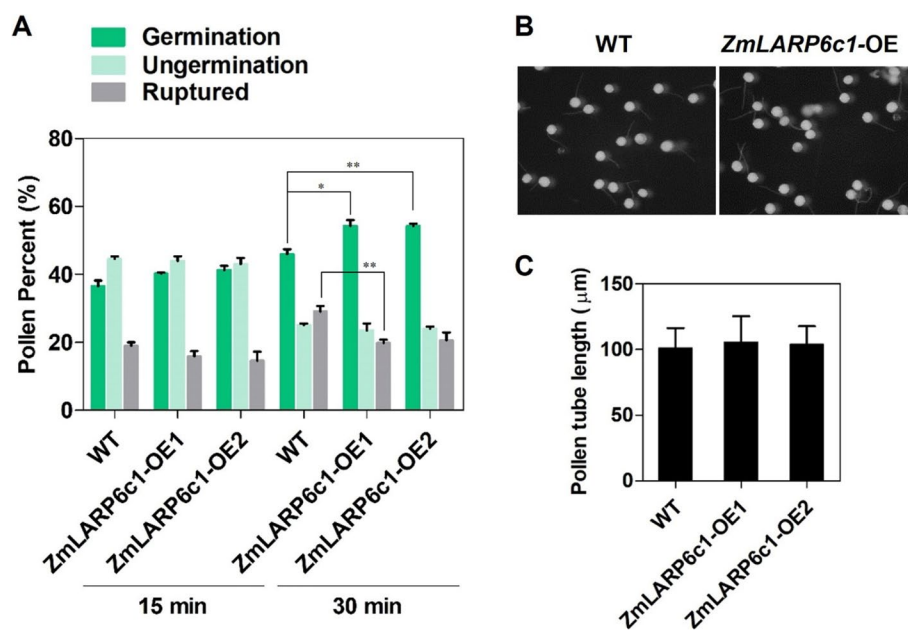 A
Germination
Ungermination
Ruptured
Pollen Percent (%)
80
60
40
20
0
*
**
**
WT
ZmLARP6c1-OE1
ZmLARP6c1-OE2
WT
ZmLARP6c1-OE1
ZmLARP6c1-OE2
15 min
30 min
B
WT
ZmLARP6c1-OE
C
Pollen tube length (μm)
150
100
50
0
WT
ZmLARP6c1-OE1
ZmLARP6c1-OE2